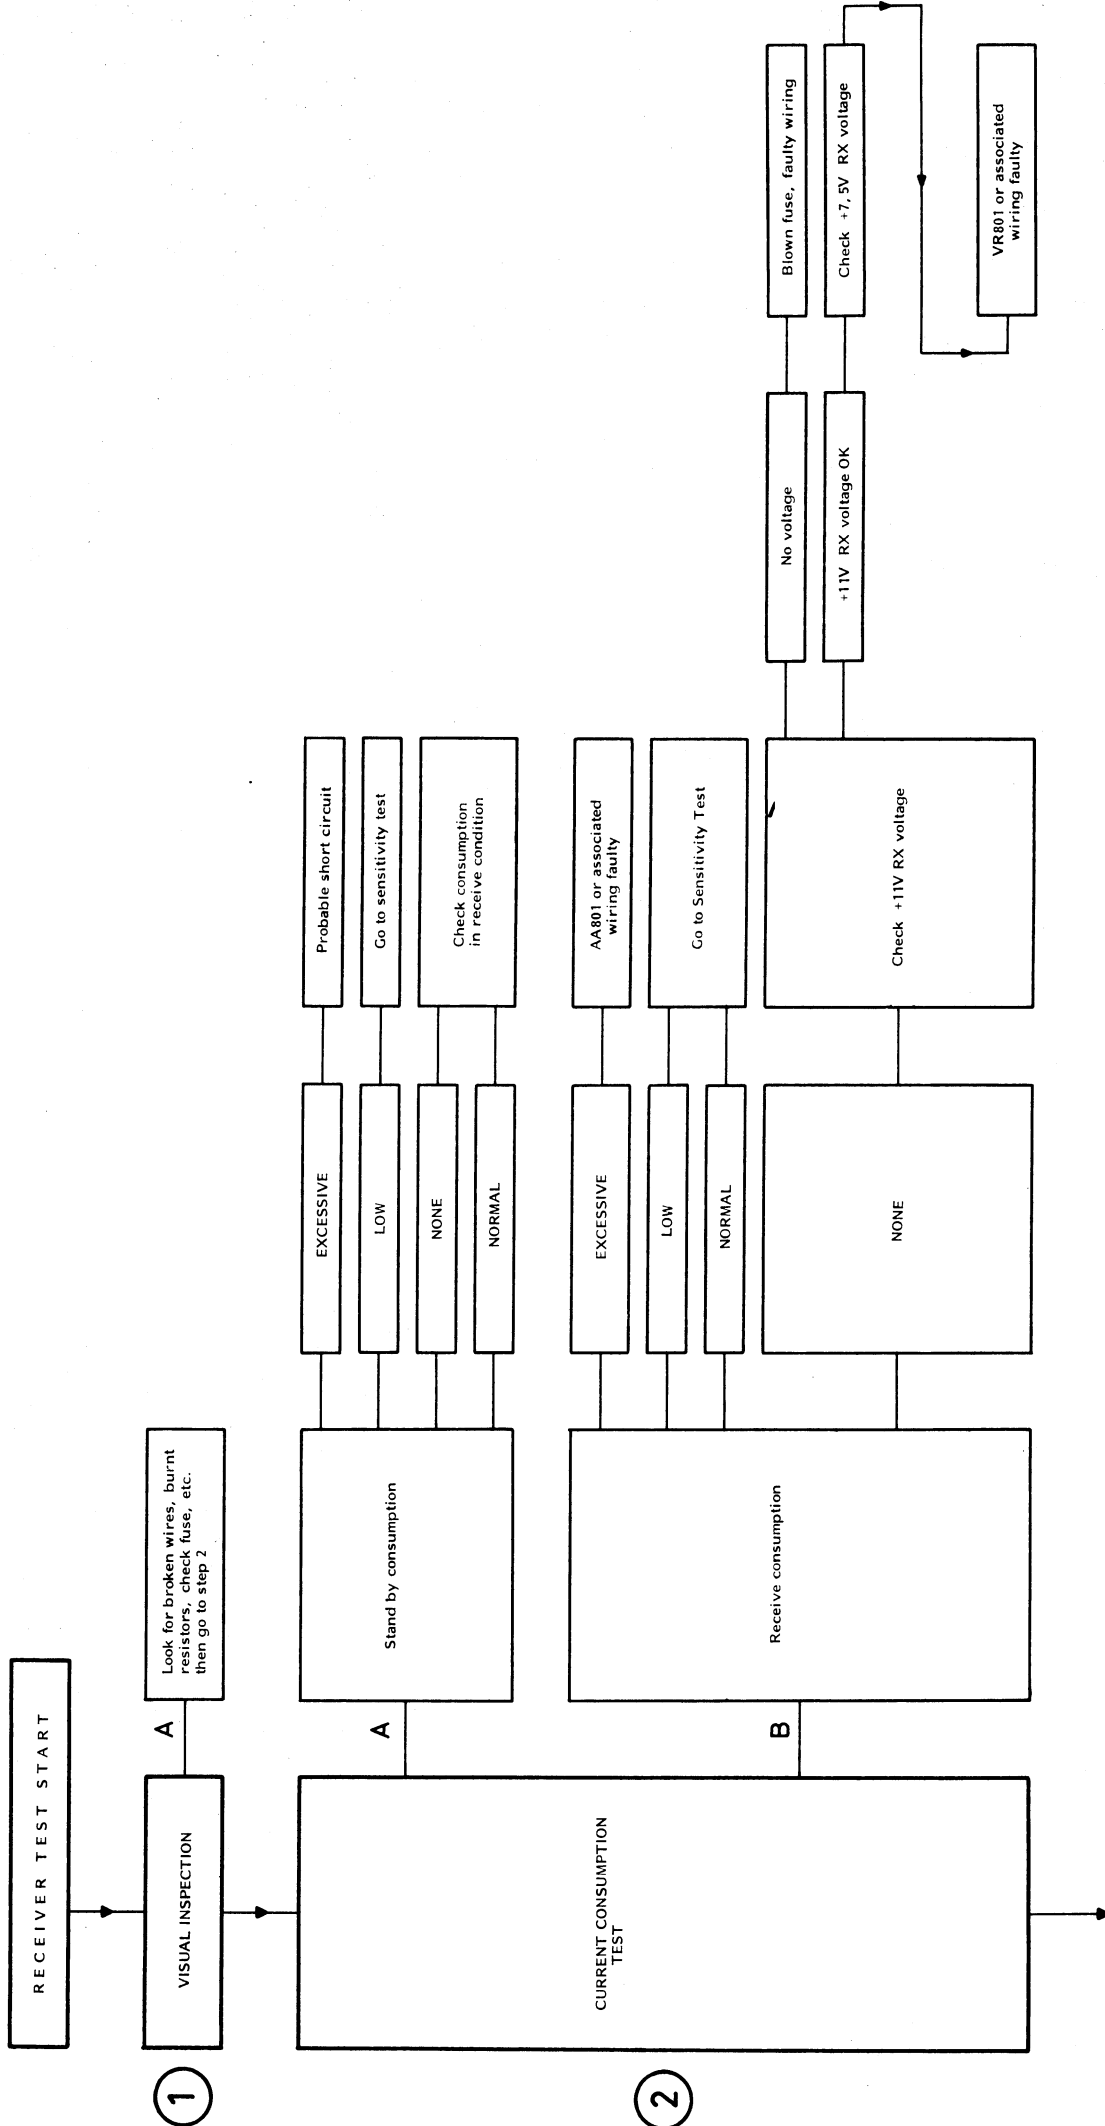 RECEIVER TEST START
1
VISUAL INSPECTION
A
Look for broken wires, burnt
resistors, check fuse, etc.
then go to step 2
2
CURRENT CONSUMPTION
TEST
A
Stand by consumption
EXCESSIVE
Probable short circuit
LOW
Go to sensitivity test
NONE
NORMAL
Check consumption
in receive condition
B
Receive consumption
EXCESSIVE
AA801 or associated
wiring faulty
LOW
NORMAL
Go to Sensitivity Test
NONE
Check +11V RX voltage
No voltage
Blown fuse, faulty wiring
+11V RX voltage OK
Check +7,5V RX voltage
VR801 or associated
wiring faulty